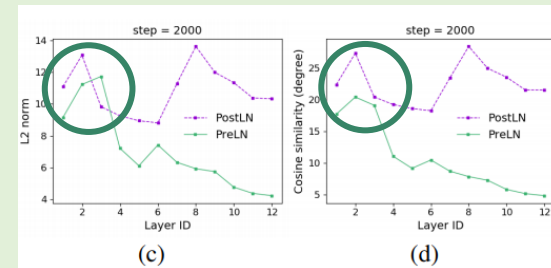 step = 2000
14
12
10
8
6
4
L2 norm
PostLN
PreLN
2
4
6
8
10
12
Layer ID
(c)
step = 2000
25
20
15
10
5
Cosine similarity (degree)
PostLN
PreLN
2
4
6
8
10
12
Layer ID
(d)